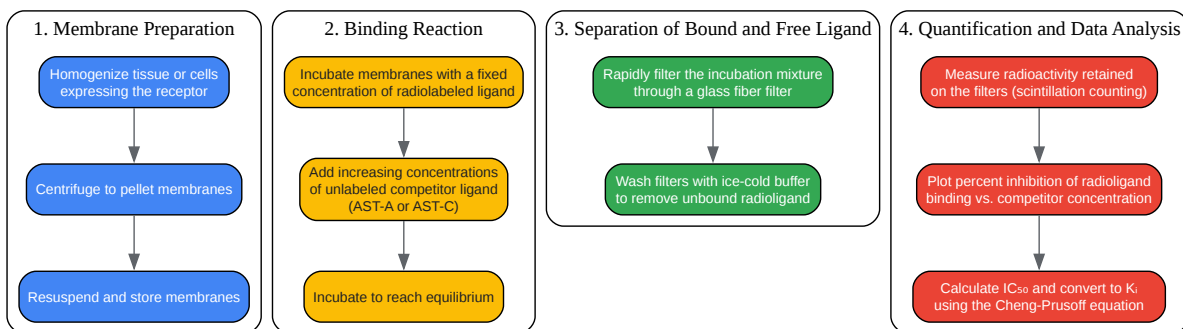 1. Membrane Preparation
Homogenize tissue or cells
expressing the receptor
Centrifuge to pellet membranes
Resuspend and store membranes
2. Binding Reaction
Incubate membranes with a fixed
concentration of radiolabeled ligand
Add increasing concentrations
of unlabeled competitor ligand
(AST-A or AST-C)
Incubate to reach equilibrium
3. Separation of Bound and Free Ligand
Rapidly filter the incubation mixture
through a glass fiber filter
Wash filters with ice-cold buffer
to remove unbound radioligand
4. Quantification and Data Analysis
Measure radioactivity retained
on the filters (scintillation counting)
Plot percent inhibition of radioligand
binding vs. competitor concentration
Calculate IC₅₀ and convert to Kᵢ
using the Cheng-Prusoff equation